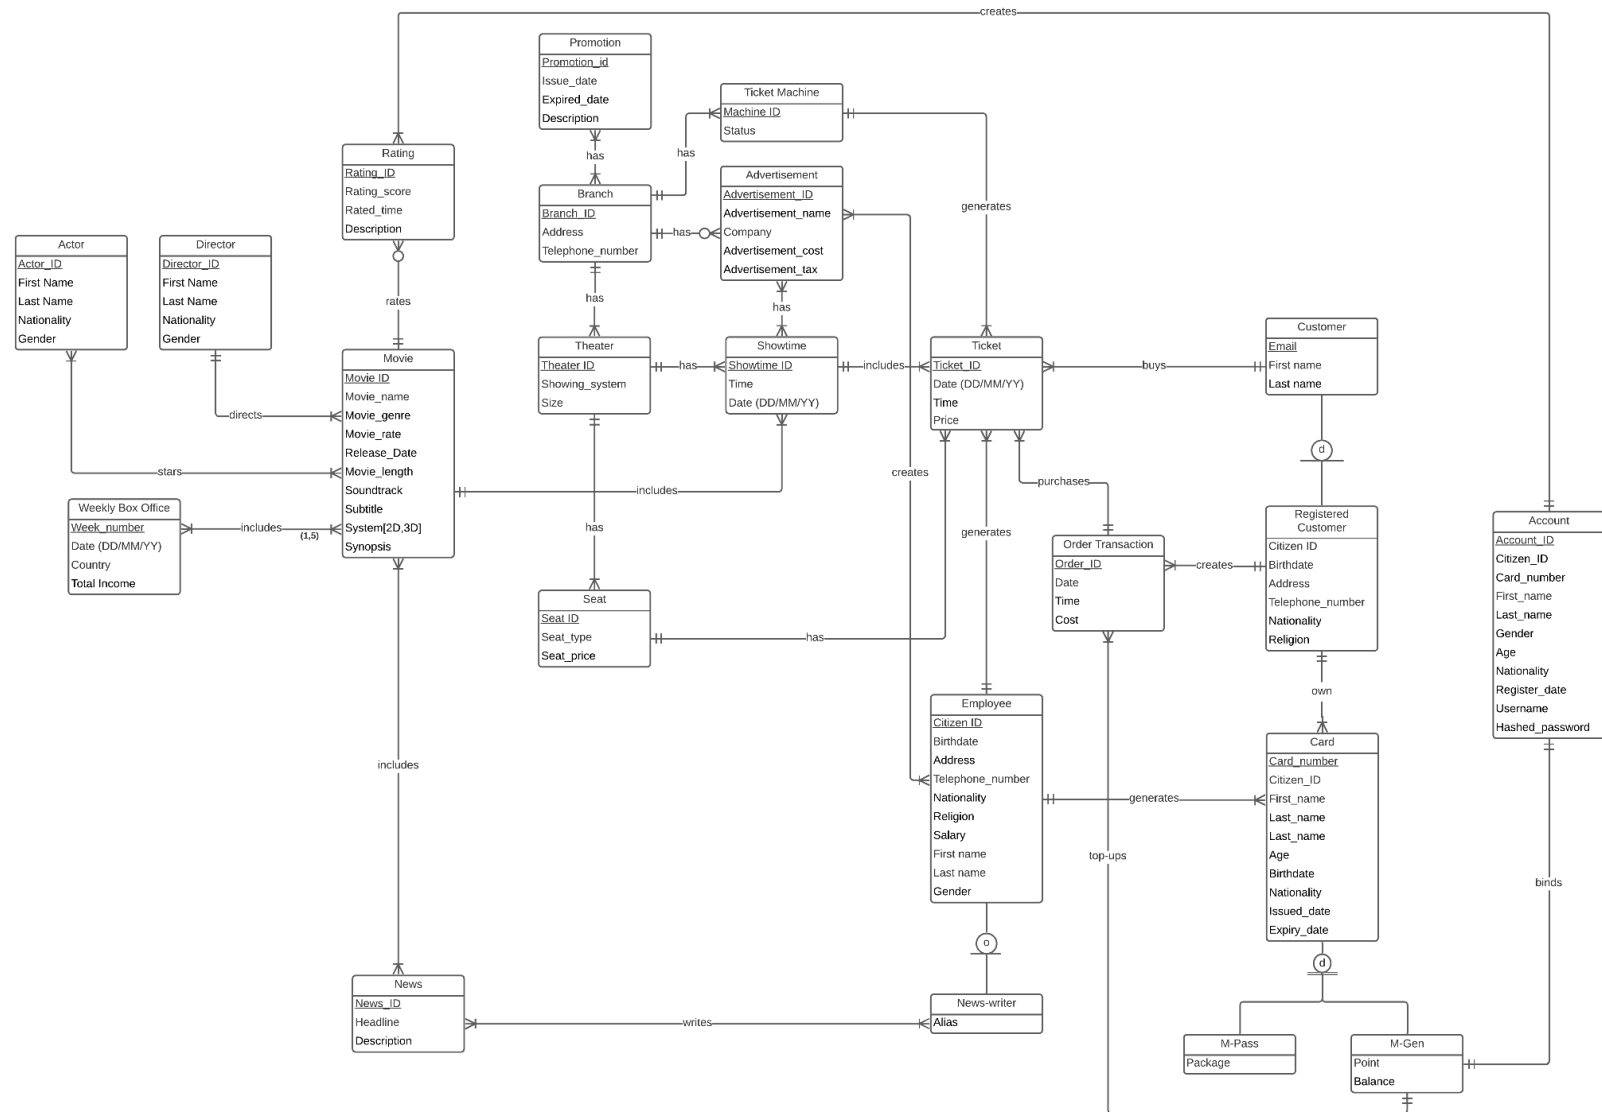 creates
Promotion
Promotion_id
Issue_date
Expired_date
Description
has
Ticket Machine
Machine ID
Status
has
generates
Rating
Rating_ID
Rating_score
Rated_time
Description
rates
Branch
Branch_ID
Address
Telephone_number
has
has
Advertisement
Advertisement_ID
Advertisement_name
Company
Advertisement_cost
Advertisement_tax
has
creates
Actor
Actor_ID
First Name
Last Name
Nationality
Gender
stars
Director
Director_ID
First Name
Last Name
Nationality
Gender
directs
Movie
Movie ID
Movie_name
Movie_genre
Movie_rate
Release_Date
Movie_length
Soundtrack
Subtitle
System[2D,3D]
Synopsis
includes
includes
Weekly Box Office
Week_number
Date (DD/MM/YY)
Country
Total Income
includes
(1,5)
Theater
Theater ID
Showing_system
Size
has
has
Showtime
Showtime ID
Time
Date (DD/MM/YY)
includes
Ticket
Ticket_ID
Date (DD/MM/YY)
Time
Price
buys
purchases
generates
Customer
Email
First name
Last name
d
Seat
Seat ID
Seat_type
Seat_price
has
Order Transaction
Order_ID
Date
Time
Cost
creates
top-ups
Registered
Customer
Citizen ID
Birthdate
Address
Telephone_number
Nationality
Religion
own
Account
Account_ID
Citizen_ID
Card_number
First_name
Last_name
Gender
Age
Nationality
Register_date
Username
Hashed_password
binds
Employee
Citizen ID
Birthdate
Address
Telephone_number
Nationality
Religion
Salary
First name
Last name
Gender
generates
o
Card
Card_number
Citizen_ID
First_name
Last_name
Last_name
Age
Birthdate
Nationality
Issued_date
Expiry_date
d
News
News_ID
Headline
Description
writes
News-writer
Alias
M-Pass
Package
M-Gen
Point
Balance